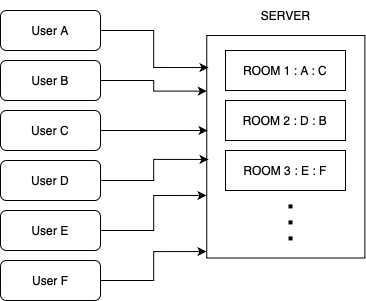 SERVER
User A
User B
User C
User D
User E
User F
ROOM 1 : A : C
ROOM 2 : D : B
ROOM 3 : E : F